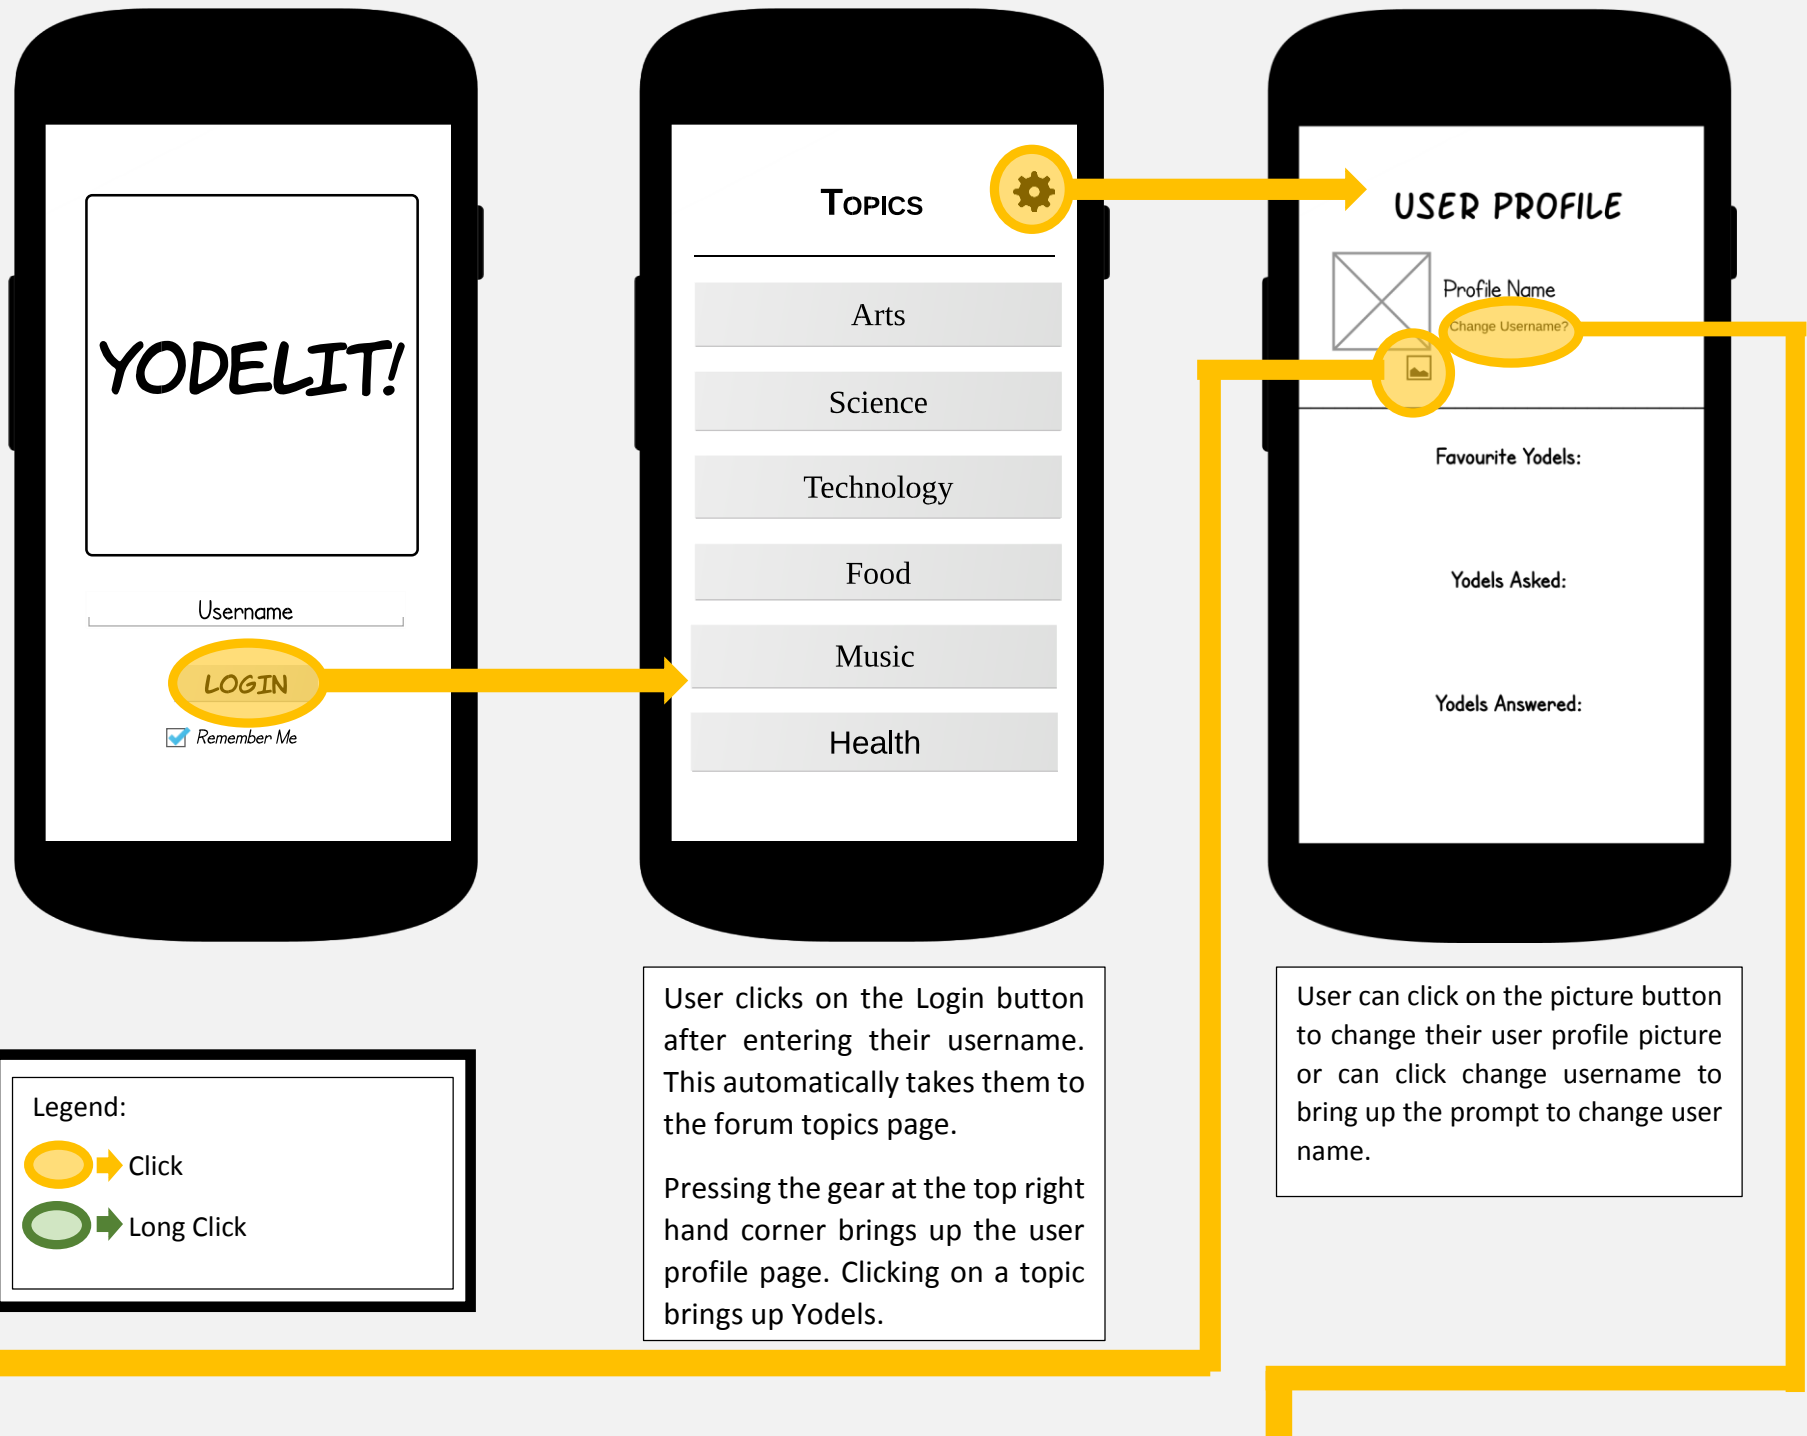 YODELIT!
Username
LOGIN
Remember Me
TOPICS
Arts
Science
Technology
Food
Music
Health
USER PROFILE
Profile Name
Change Username?
Favourite Yodels:
Yodels Asked:
Yodels Answered:
Legend:
Click
Long Click
User clicks on the Login button
after entering their username.
This automatically takes them to
the forum topics page.
Pressing the gear at the top right
hand corner brings up the user
profile page. Clicking on a topic
brings up Yodels.
User can click on the picture button
to change their user profile picture
or can click change username to
bring up the prompt to change user
name.